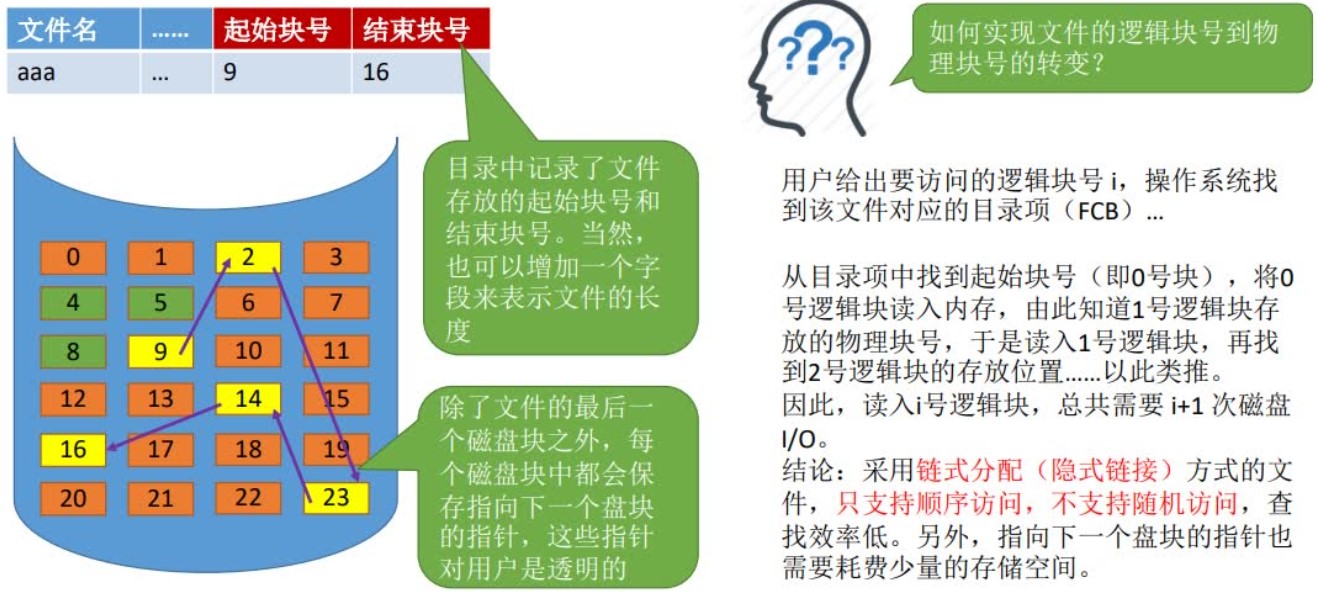 文件名 …… 起始块号 结束块号
aaa … 9 16
目录中记录了文件
存放的起始块号和
结束块号。当然，
也可以增加一个字
段来表示文件的长
度
0 1 2 3
4 5 6 7
8 9 10 11
12 13 14 15
16 17 18 19
20 21 22 23
除了文件的最后一
个磁盘块之外，每
个磁盘块中都会保
存指向下一个盘块
的指针，这些指针
对用户是透明的
???
如何实现文件的逻辑块号到物
理块号的转变？
用户给出要访问的逻辑块号 i，操作系统找
到该文件对应的目录项（FCB）…
从目录项中找到起始块号（即0号块），将0
号逻辑块读入内存，由此知道1号逻辑块存
放的物理块号，于是读入1号逻辑块，再找
到2号逻辑块的存放位置……以此类推。
因此，读入i号逻辑块，总共需要 i+1 次磁盘
I/O。
结论：采用链式分配（隐式链接）方式的文
件，只支持顺序访问，不支持随机访问，查
找效率低。另外，指向下一个盘块的指针也
需要耗费少量的存储空间。